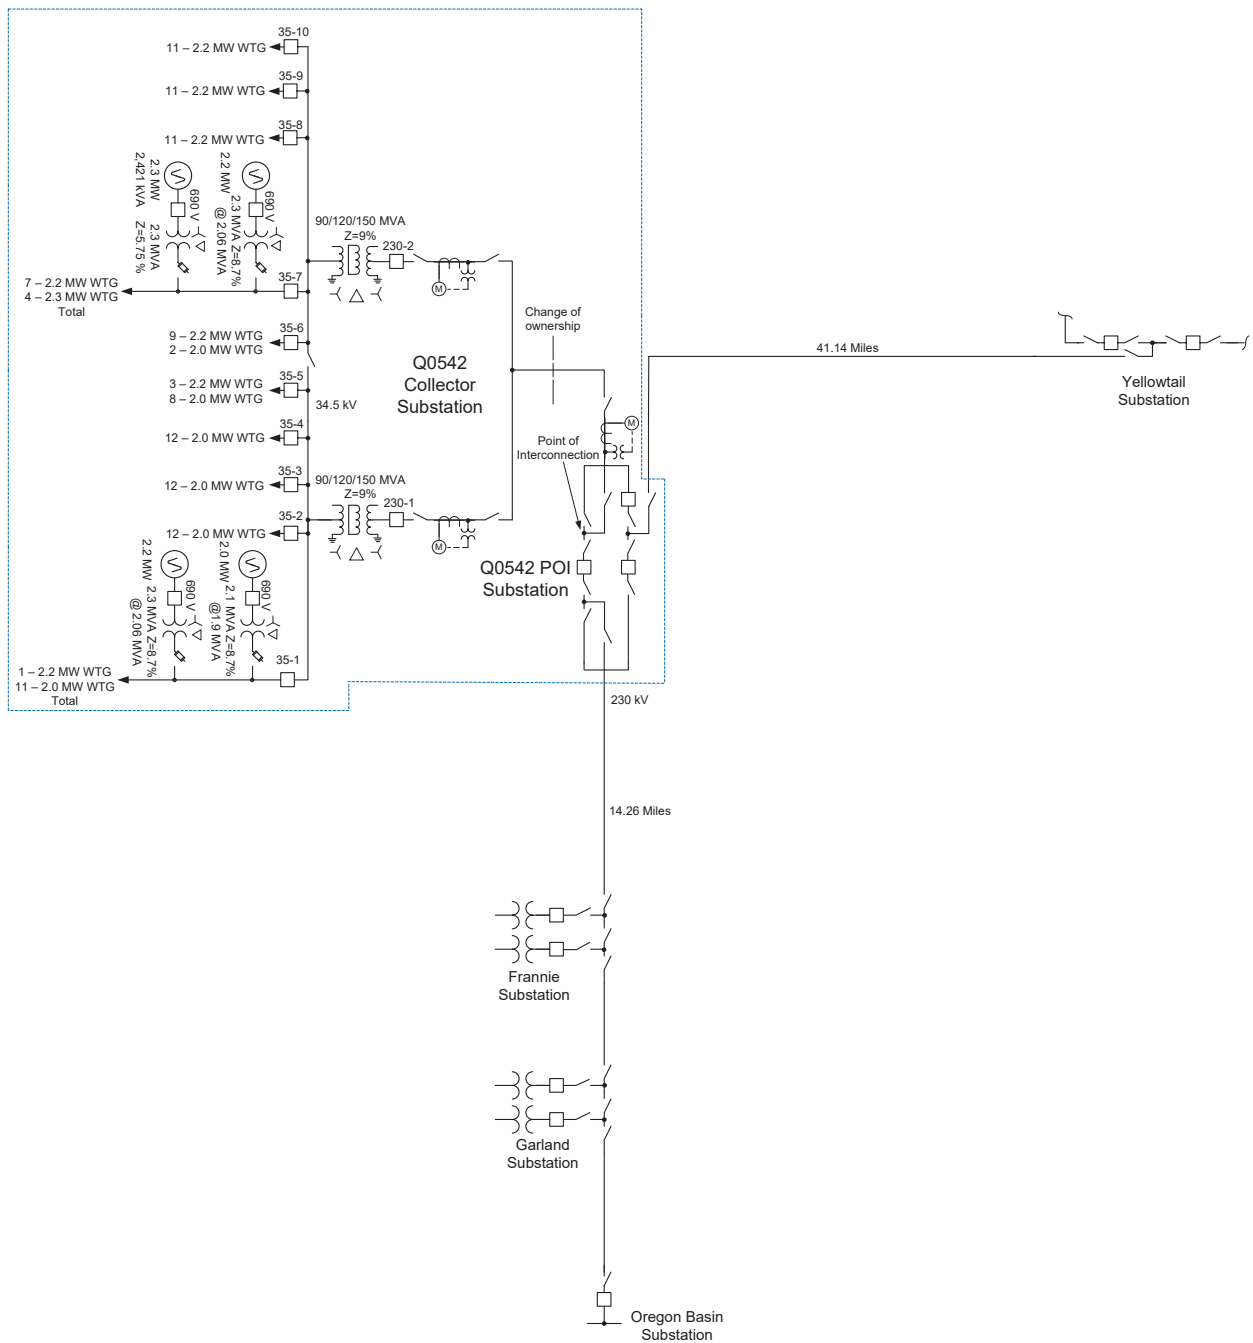 35-10
11 – 2.2 MW WTG
35-9
11 – 2.2 MW WTG
35-8
11 – 2.2 MW WTG
2.3 MW
2,421 kVA
690 V
2.3 MVA
Z=5.75 %
2.2 MW
690 V
2.3 MVA Z=8.7%
@ 2.06 MVA
90/120/150 MVA
Z=9%
230-2
M
35-7
7 – 2.2 MW WTG
4 – 2.3 MW WTG
Total
35-6
9 – 2.2 MW WTG
2 – 2.0 MW WTG
35-5
3 – 2.2 MW WTG
8 – 2.0 MW WTG
34.5 kV
35-4
12 – 2.0 MW WTG
35-3
12 – 2.0 MW WTG
35-2
12 – 2.0 MW WTG
90/120/150 MVA
Z=9%
230-1
M
Q0542
Collector
Substation
Change of
ownership
41.14 Miles
Yellowtail
Substation
M
Point of
Interconnection
Q0542 POI
Substation
2.2 MW
690 V
2.3 MVA Z=8.7%
@ 2.06 MVA
2.0 MW
690 V
2.1 MVA Z=8.7%
@1.9 MVA
35-1
1 – 2.2 MW WTG
11 – 2.0 MW WTG
Total
230 kV
14.26 Miles
Frannie
Substation
Garland
Substation
Oregon Basin
Substation